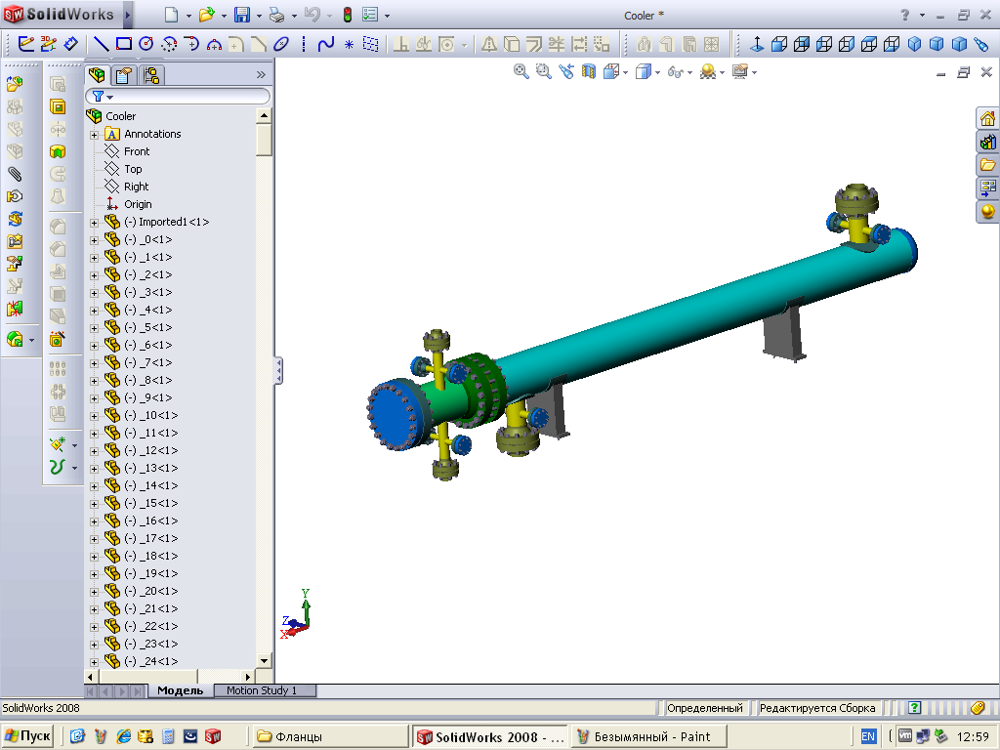 SolidWorks
Cooler *
Cooler
Annotations
Front
Top
Right
Origin
(-) Imported1<1>
(-) _0<1>
(-) _1<1>
(-) _2<1>
(-) _3<1>
(-) _4<1>
(-) _5<1>
(-) _6<1>
(-) _7<1>
(-) _8<1>
(-) _9<1>
(-) _10<1>
(-) _11<1>
(-) _12<1>
(-) _13<1>
(-) _14<1>
(-) _15<1>
(-) _16<1>
(-) _17<1>
(-) _18<1>
(-) _19<1>
(-) _20<1>
(-) _21<1>
(-) _22<1>
(-) _23<1>
(-) _24<1>
Y
Z
X
Модель Motion Study 1
SolidWorks 2008 Определенный Редактируется Сборка
Пуск Фланцы SolidWorks 2008 - ... Безымянный - Paint EN 12:59